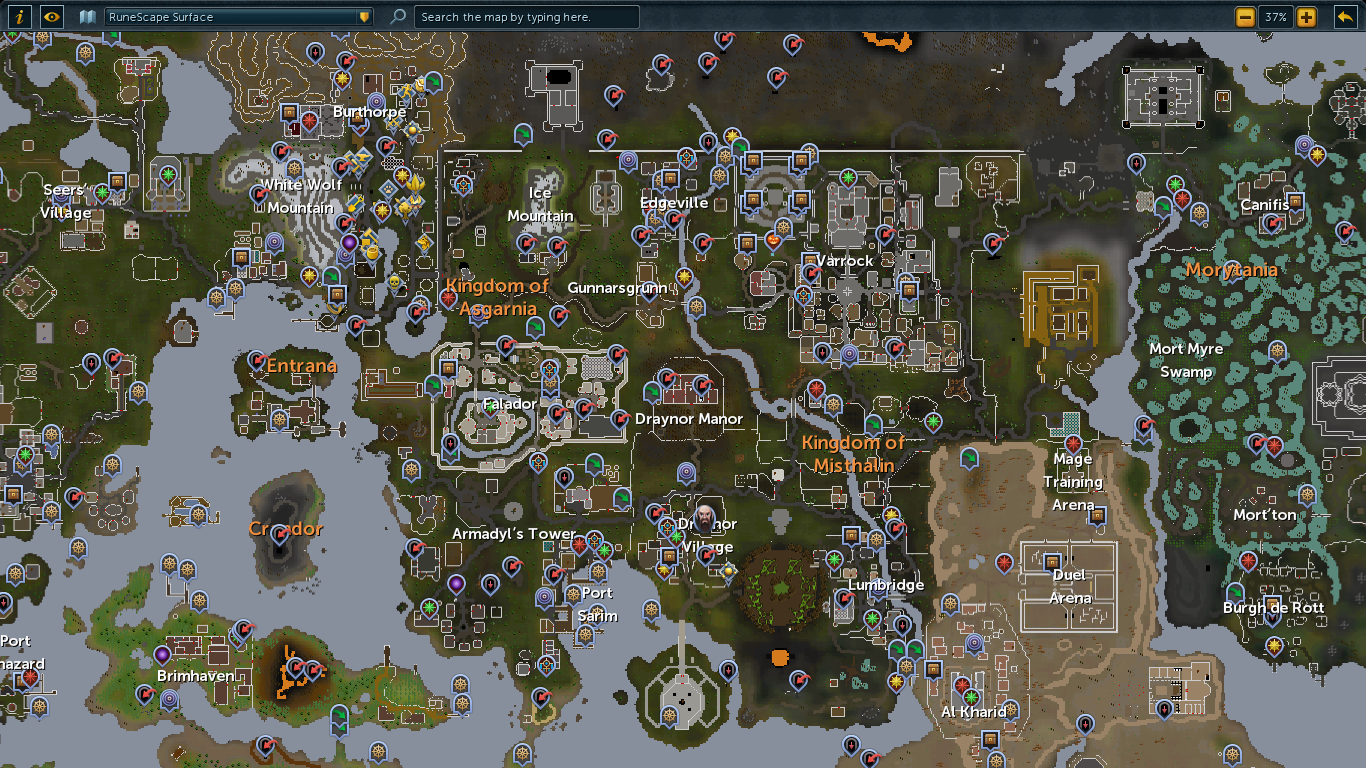 RuneScape Surface
Search the map by typing here.
37%
Burthorpe
Seers'
Village
White Wolf
Mountain
Ice
Mountain
Edgeville
Canifis
Varrock
Morytania
Kingdom of
Asgarnia
Gunnarsgrunn
Mort Myre
Swamp
Entrana
Falador
Draynor Manor
Kingdom of
Misthalin
Mage
Training
Arena
Mort'ton
Crandor
Armadyl's Tower
Draynor
Village
Duel
Arena
Lumbridge
Port
Sarim
Burgh de Rott
Port
hazard
Brimhaven
Al Kharid